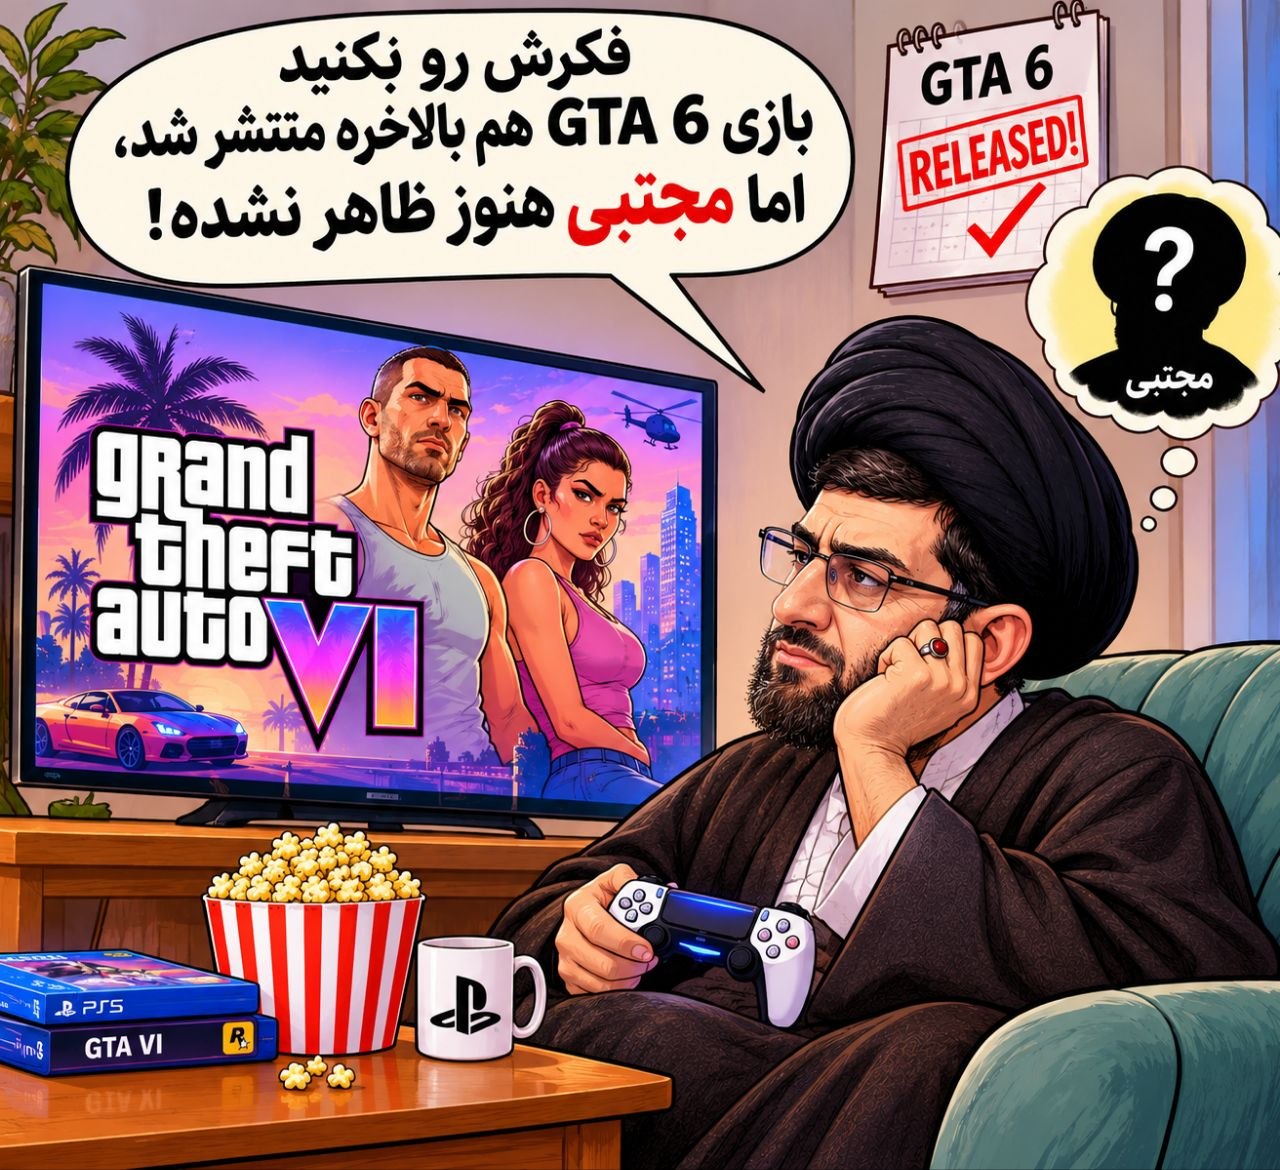 فکرش رو بکنید
بازی GTA 6 هم بالاخره متتشر شد،
اما مجتبی هنوز ظاهر نشده!
GTA 6
RELEASED!
?
مجتبی
grand
theft
auto
VI
PS5
GTA VI
R